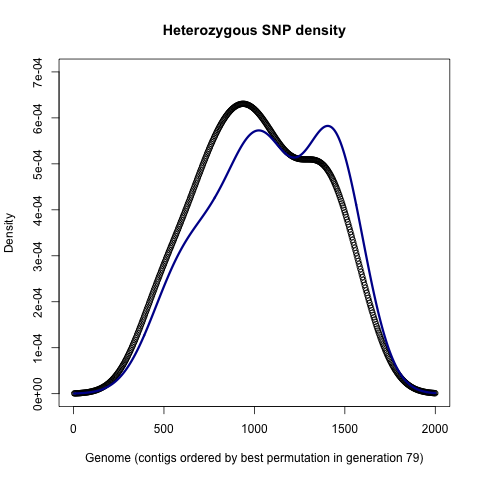 Heterozygous SNP density
7e-04
6e-04
5e-04
4e-04
3e-04
2e-04
1e-04
0e+00
Density
0 500 1000 1500 2000
Genome (contigs ordered by best permutation in generation 79)